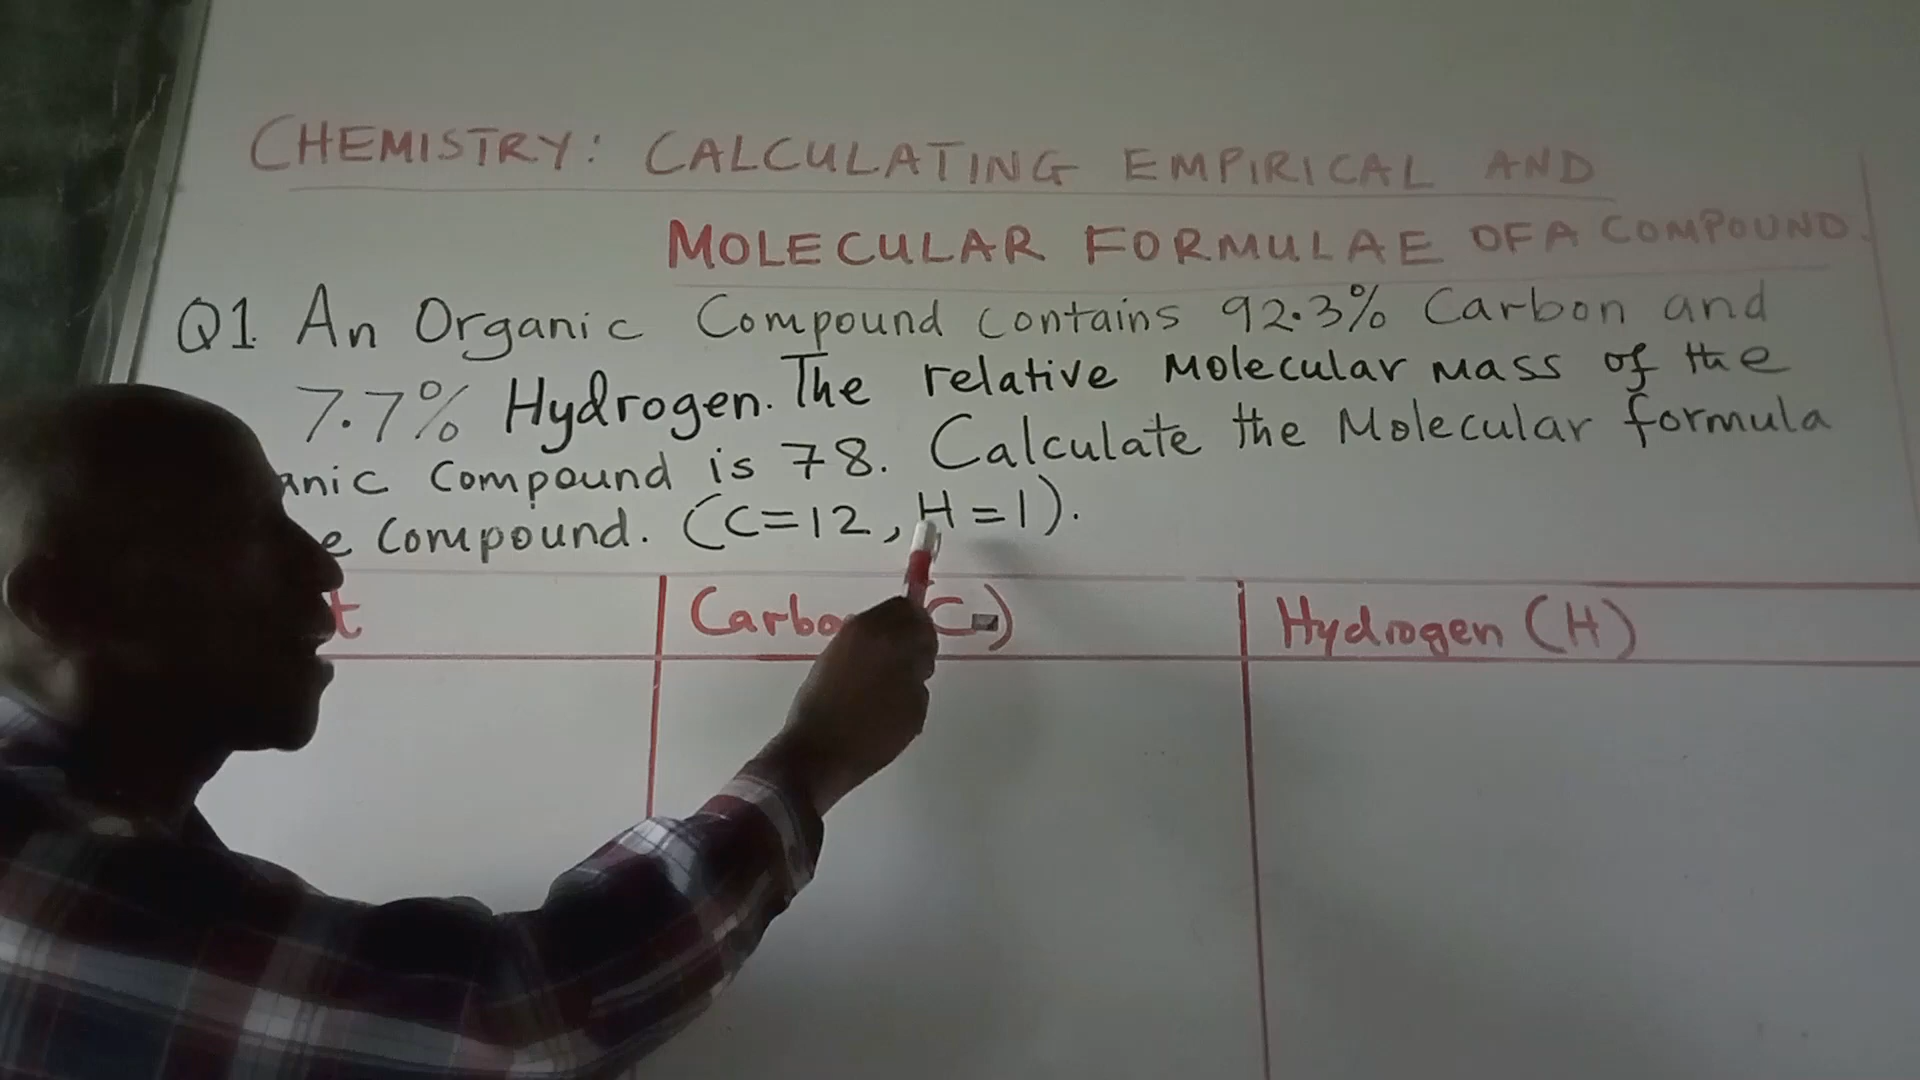 CHEMISTRY: CALCULATING EMPIRICAL AND
MOLECULAR FORMULAE OF A COMPOUND.
Q1. An Organic Compound contains 92.3% Carbon and
7.7% Hydrogen. The relative Molecular mass of the
anic Compound is 78. Calculate the Molecular formula
e Compound. (C=12, H=1).
t Carbo (C) Hydrogen (H)